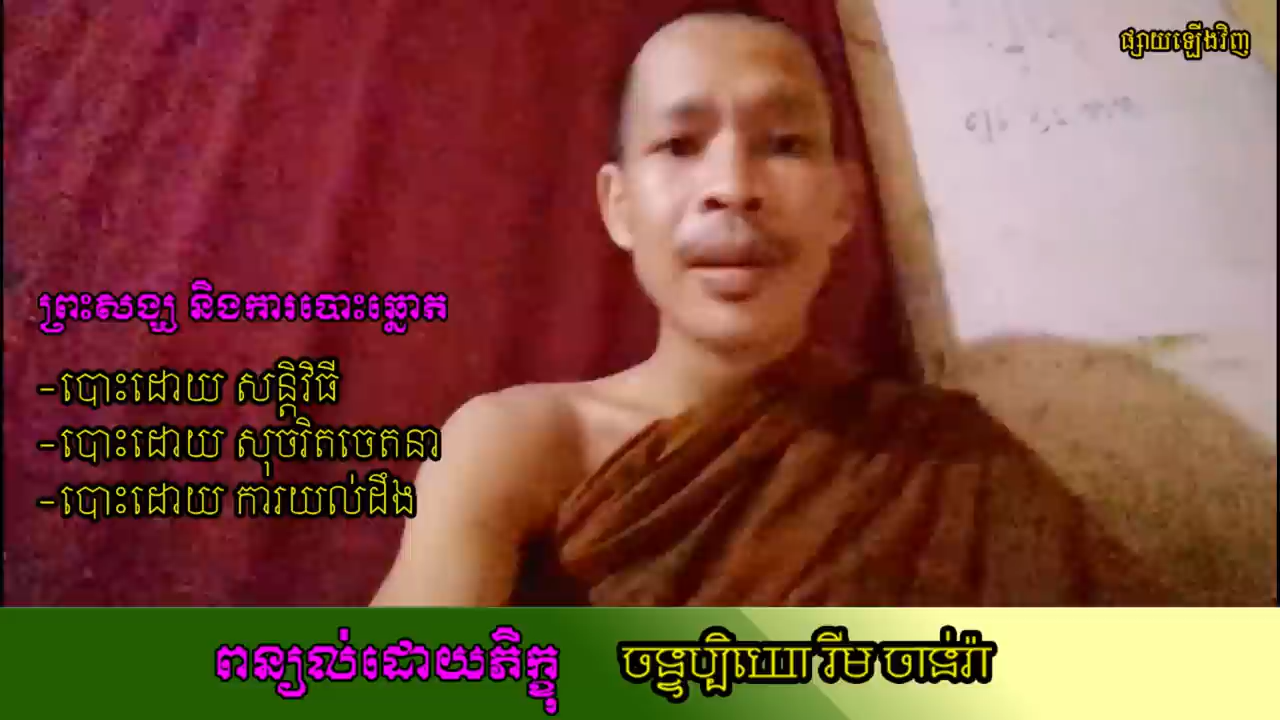 ផ្សាយឡើងវិញ
ព្រះសង្ឃ និងការបោះឆ្នោត
-បោះដោយ សន្តិវិធី
-បោះដោយ សុចរិតចេតនា
-បោះដោយ ការយល់ដឹង
ពន្យល់ដោយភិក្ខុ ចន្ទប្បិឃោ រីម ចាន់រ៉ា